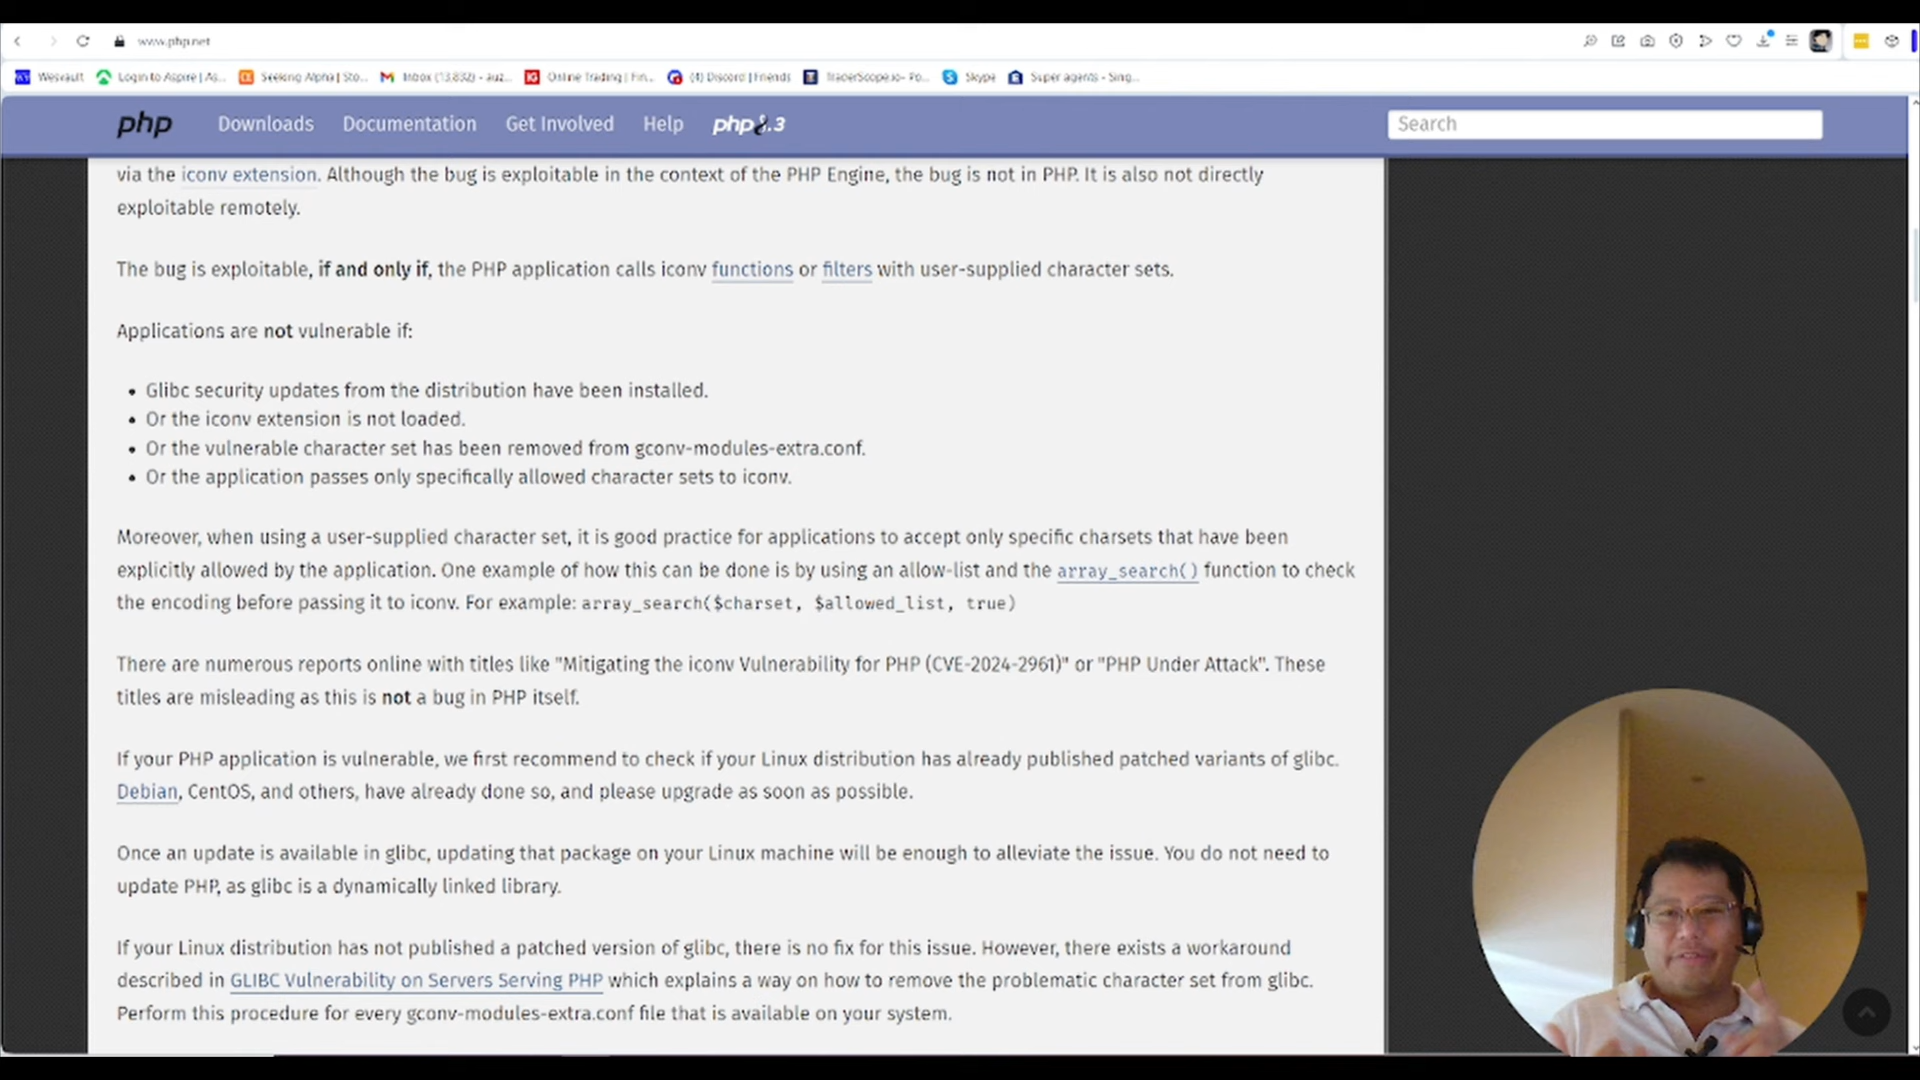 www.php.net
Wesvault
Login to Aspire | As...
Seeking Alpha | Sto...
Inbox (13,832) - auz...
Online Trading | Fin...
(4) Discord | Friends
Skype
Super agents - Sing...
php
Downloads
Documentation
Get Involved
Help
php8.3
Search
via the iconv extension. Although the bug is exploitable in the context of the PHP Engine, the bug is not in PHP. It is also not directly
exploitable remotely.
The bug is exploitable, if and only if, the PHP application calls iconv functions or filters with user-supplied character sets.
Applications are not vulnerable if:
• Glibc security updates from the distribution have been installed.
• Or the iconv extension is not loaded.
• Or the vulnerable character set has been removed from gconv-modules-extra.conf.
• Or the application passes only specifically allowed character sets to iconv.
Moreover, when using a user-supplied character set, it is good practice for applications to accept only specific charsets that have been
explicitly allowed by the application. One example of how this can be done is by using an allow-list and the array_search() function to check
the encoding before passing it to iconv. For example: array_search($charset, $allowed_list, true)
There are numerous reports online with titles like "Mitigating the iconv Vulnerability for PHP (CVE-2024-2961)" or "PHP Under Attack". These
titles are misleading as this is not a bug in PHP itself.
If your PHP application is vulnerable, we first recommend to check if your Linux distribution has already published patched variants of glibc.
Debian, CentOS, and others, have already done so, and please upgrade as soon as possible.
Once an update is available in glibc, updating that package on your Linux machine will be enough to alleviate the issue. You do not need to
update PHP, as glibc is a dynamically linked library.
If your Linux distribution has not published a patched version of glibc, there is no fix for this issue. However, there exists a workaround
described in GLIBC Vulnerability on Servers Serving PHP which explains a way on how to remove the problematic character set from glibc.
Perform this procedure for every gconv-modules-extra.conf file that is available on your system.